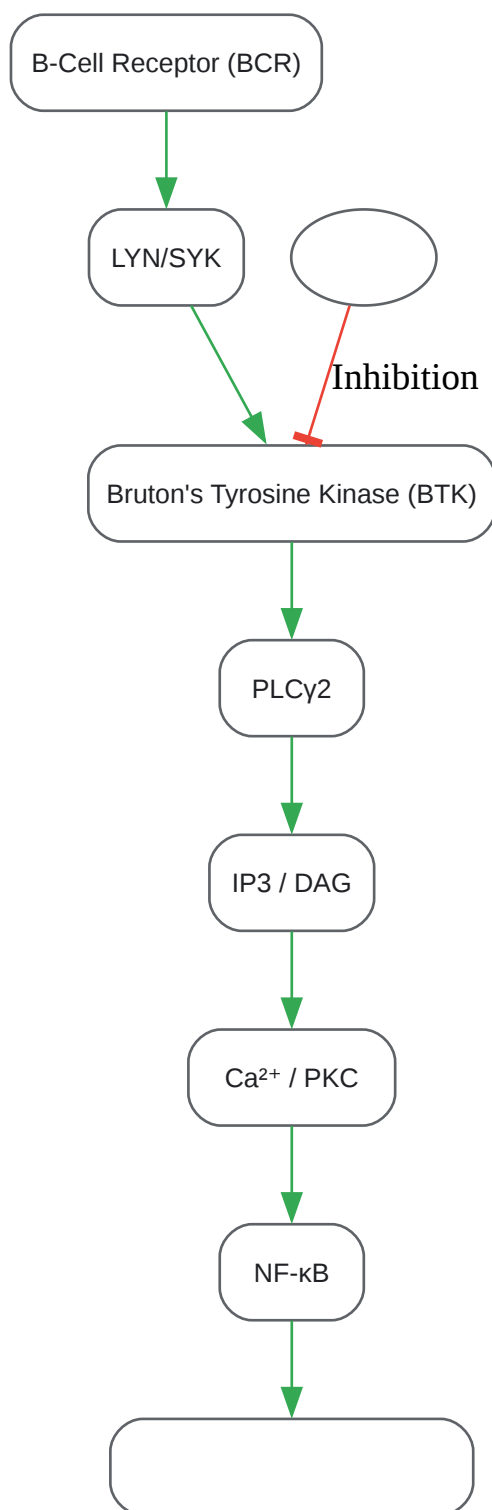 B-Cell Receptor (BCR)
LYN/SYK
Inhibition
Bruton's Tyrosine Kinase (BTK)
PLCγ2
IP3 / DAG
Ca²⁺ / PKC
NF-κB